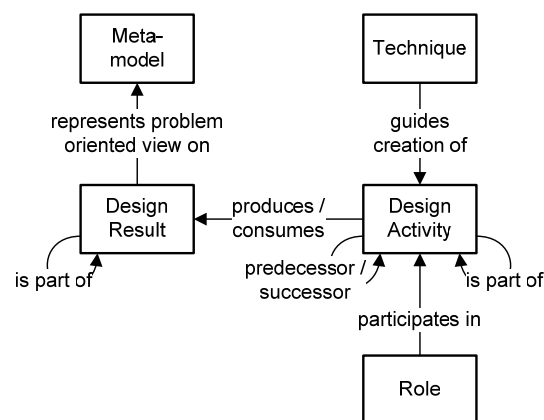 Meta-
model
Technique
represents problem
oriented view on
guides
creation of
Design
Result
produces /
consumes
Design
Activity
is part of
predecessor /
successor
is part of
participates in
Role